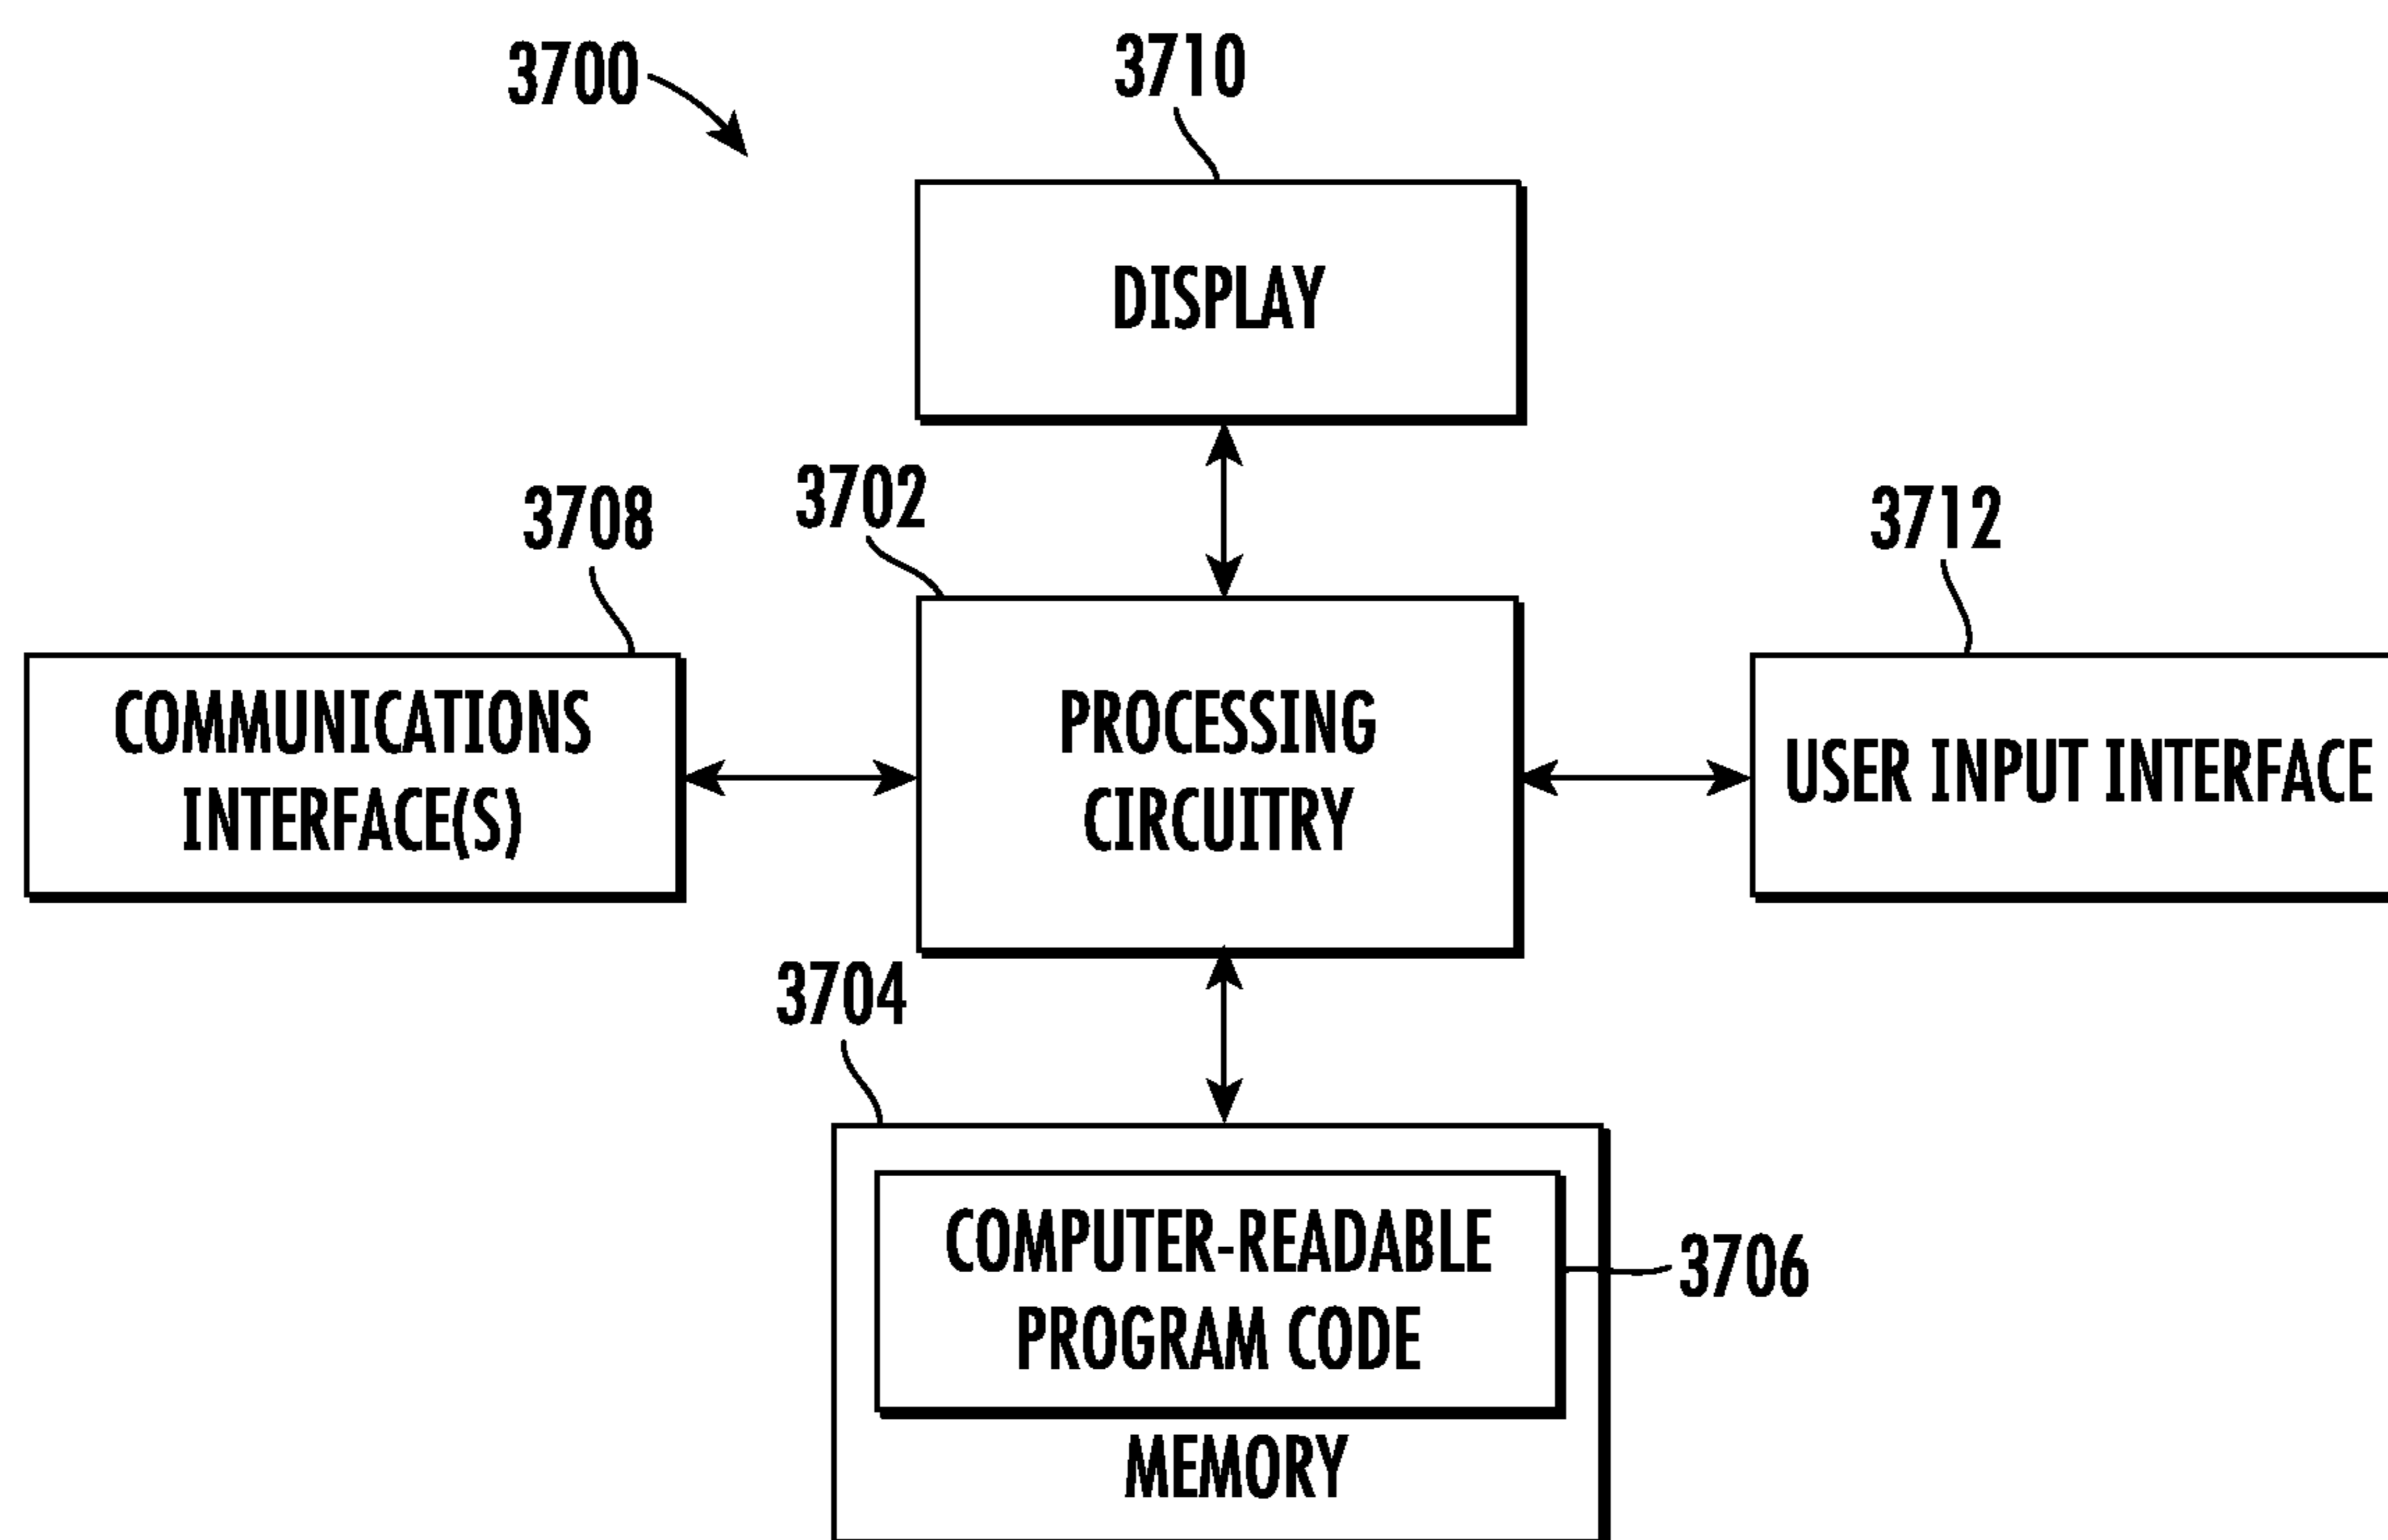 3700
3710
DISPLAY
3708
3702
3712
COMMUNICATIONS
INTERFACE(S)
PROCESSING
CIRCUITRY
USER INPUT INTERFACE
3704
COMPUTER-READABLE
PROGRAM CODE
3706
MEMORY